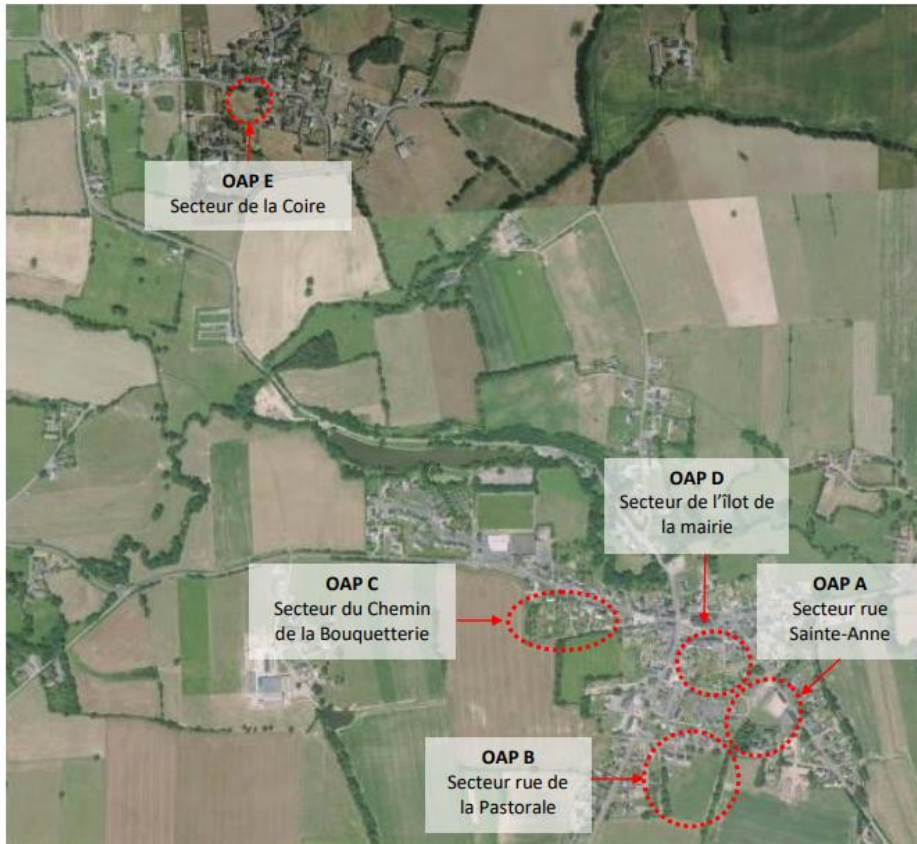 OAP E
Secteur de la Coire
OAP D
Secteur de l'îlot de
la mairie
OAP C
Secteur du Chemin
de la Bouquetterie
OAP A
Secteur rue
Sainte-Anne
OAP B
Secteur rue de
la Pastorale